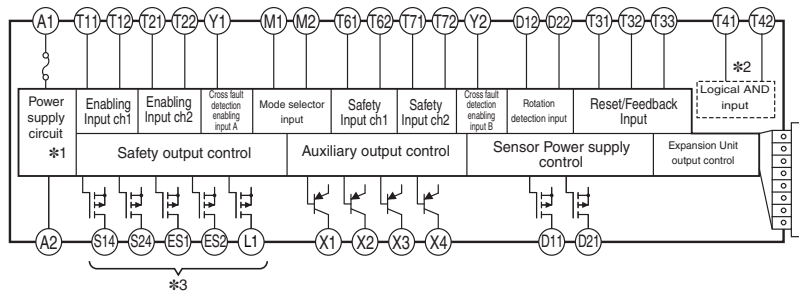 A1 T11 T12 T21 T22 Y1 M1 M2 T61 T62 T71 T72 Y2 D12 D22 T31 T32 T33 T41 T42
✻2
Power
supply
circuit
✻1
Enabling
Input ch1
Enabling
Input ch2
Cross fault
detection
enabling
input A
Mode selector
input
Safety
Input ch1
Safety
Input ch2
Cross fault
detection
enabling
input B
Rotation
detection input
Reset/Feedback
Input
Logical AND
input
Safety output control
Auxiliary output control
Sensor Power supply
control
Expansion Unit
output control
A2 S14 S24 ES1 ES2 L1 X1 X2 X3 X4 D11 D21
✻3